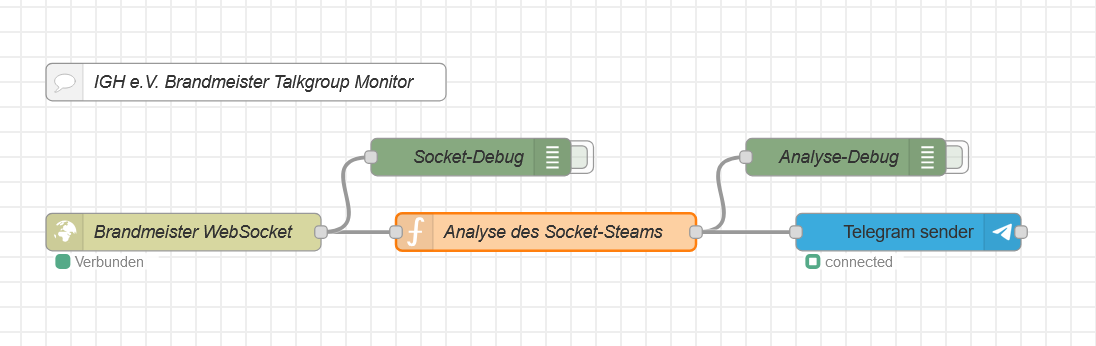 IGH e.V. Brandmeister Talkgroup Monitor
Socket-Debug
Analyse-Debug
Brandmeister WebSocket
Analyse des Socket-Steams
Telegram sender
Verbunden
connected